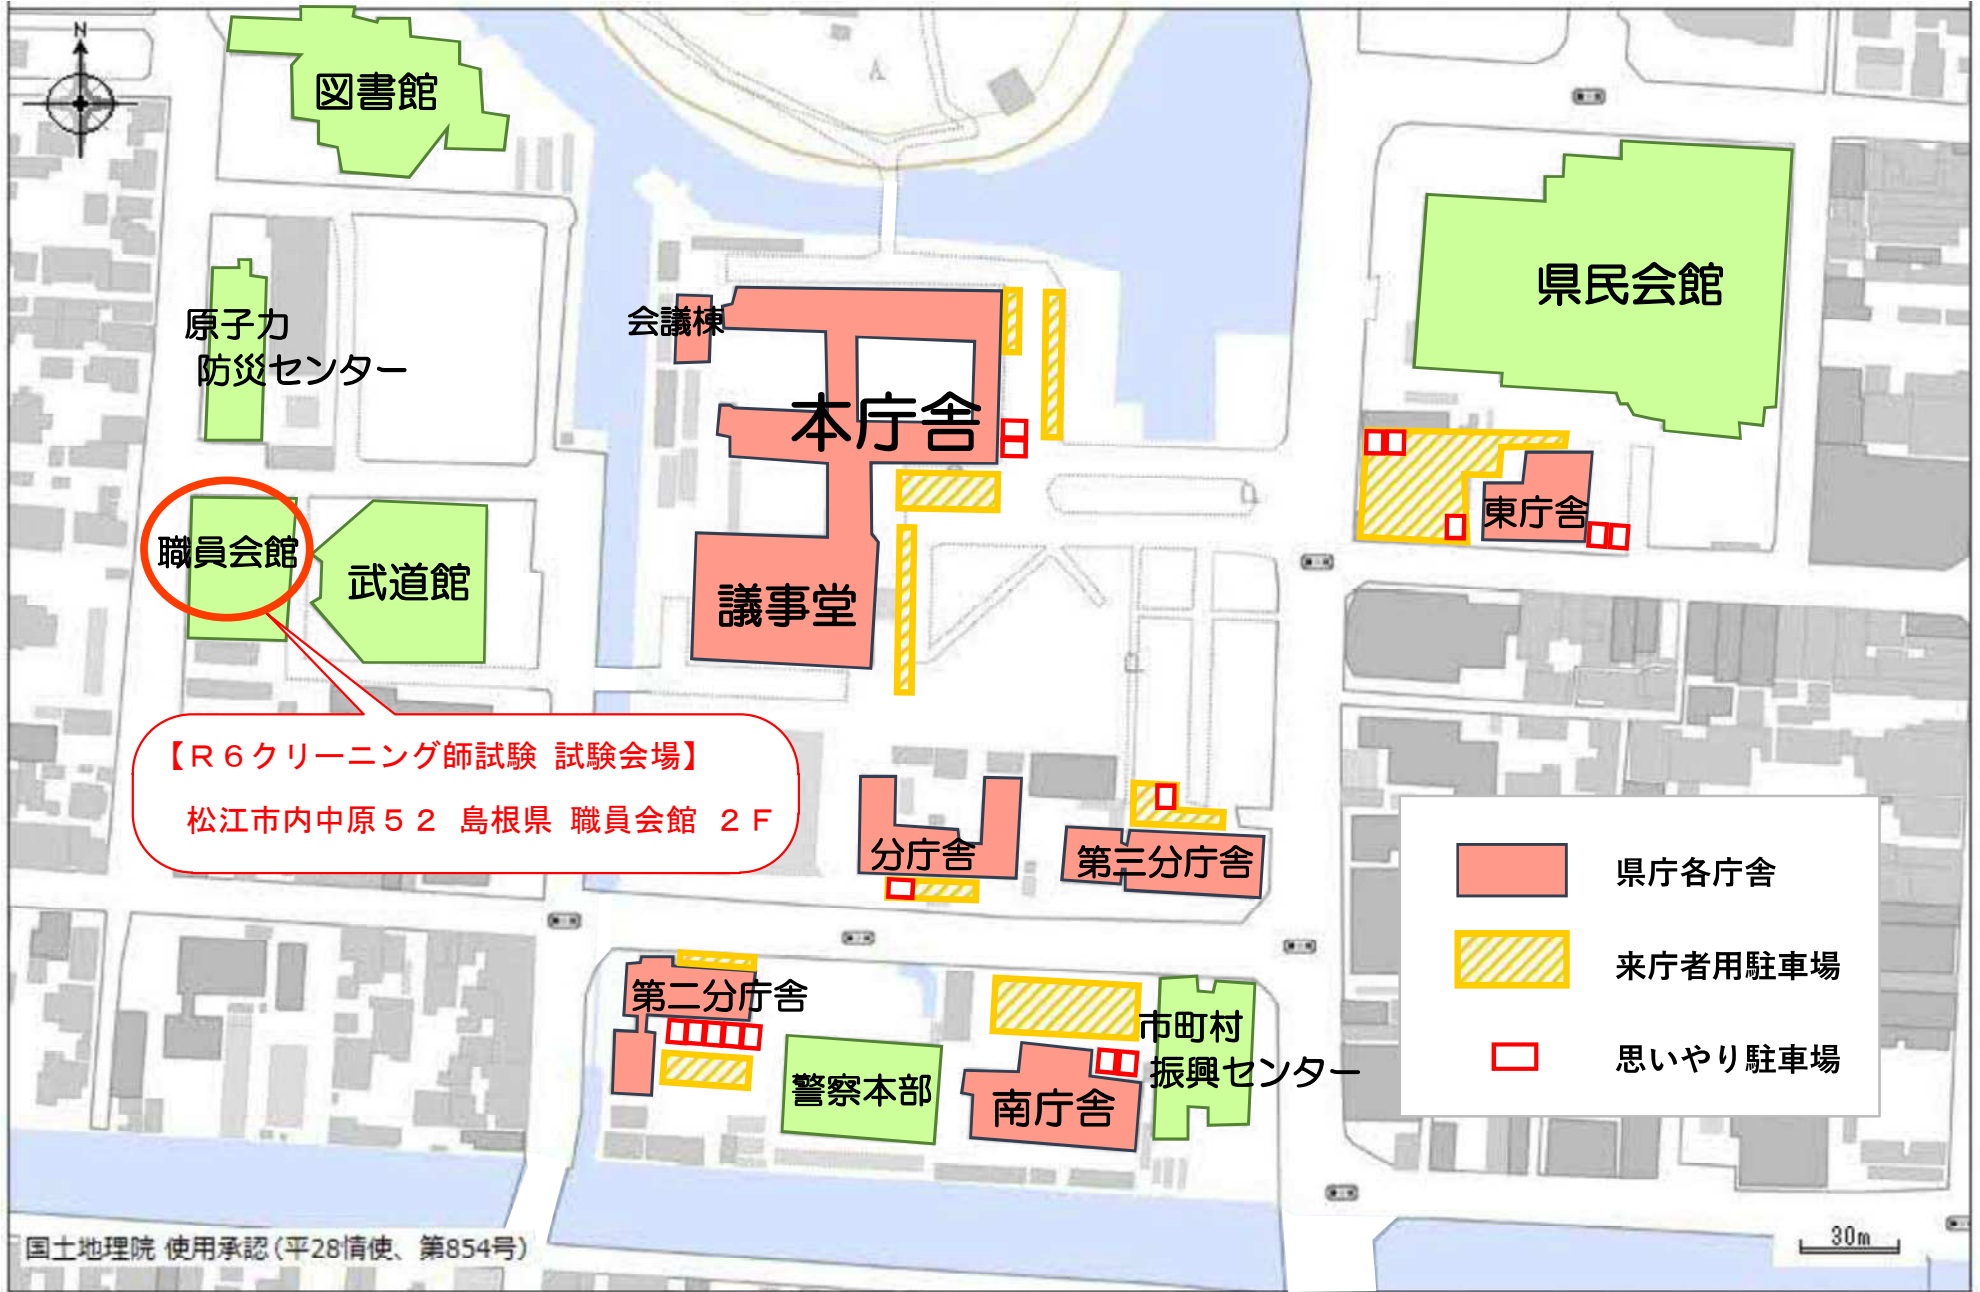 N
図書館
県民会館
原子力
防災センター
会議棟
本庁舎
東庁舎
職員会館
武道館
議事堂
【R6クリーニング師試験 試験会場】
松江市内中原52 島根県 職員会館 2F
分庁舎
第三分庁舎
県庁各庁舎
来庁者用駐車場
思いやり駐車場
第二分庁舎
市町村
振興センター
警察本部
南庁舎
国土地理院 使用承認(平28情使、第854号)
30m